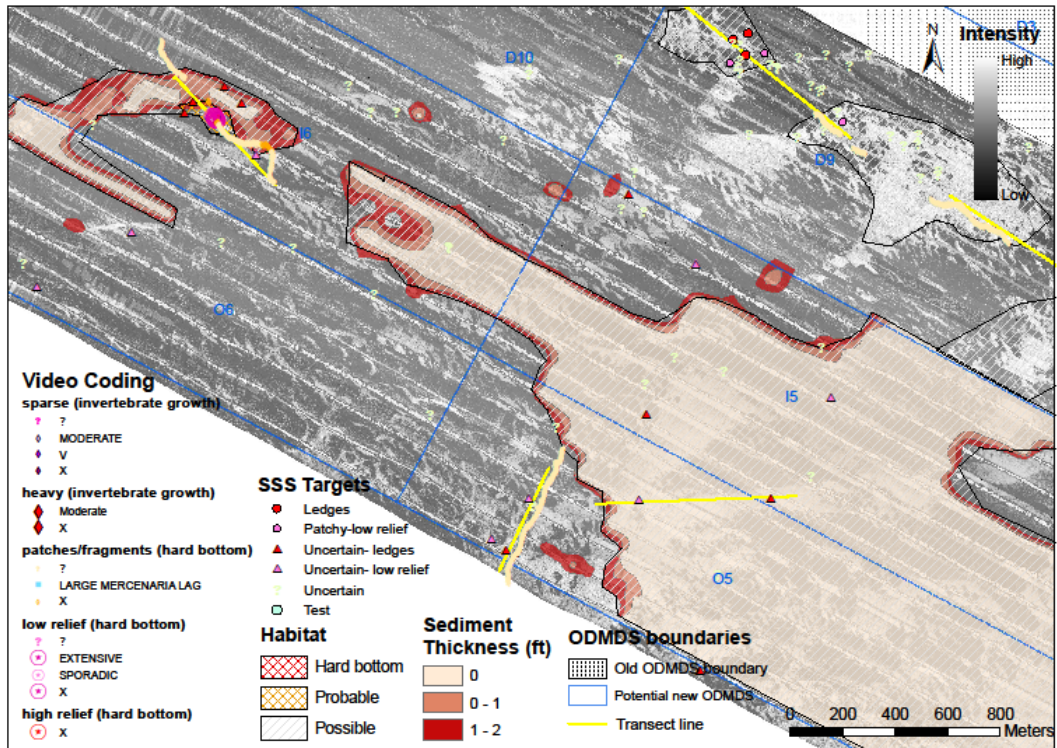 D3
N
Intensity
High
D10
I6
D9
Low
O6
I5
O5
Video Coding
sparse (invertebrate growth)
?
MODERATE
V
X
heavy (invertebrate growth)
Moderate
X
patches/fragments (hard bottom)
?
LARGE MERCENARIA LAG
X
low relief (hard bottom)
?
EXTENSIVE
SPORADIC
X
high relief (hard bottom)
X
SSS Targets
Ledges
Patchy-low relief
Uncertain- ledges
Uncertain- low relief
? Uncertain
Test
Habitat
Hard bottom
Probable
Possible
Sediment
Thickness (ft)
0
0 - 1
1 - 2
ODMDS boundaries
Old ODMDS boundary
Potential new ODMDS
Transect line
0 200 400 600 800
Meters